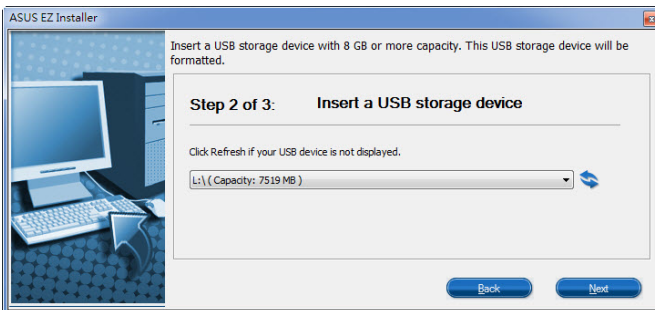 ASUS EZ Installer
Insert a USB storage device with 8 GB or more capacity. This USB storage device will be
formatted.
Step 2 of 3: Insert a USB storage device
Click Refresh if your USB device is not displayed.
L:\ ( Capacity: 7519 MB )
Back Next